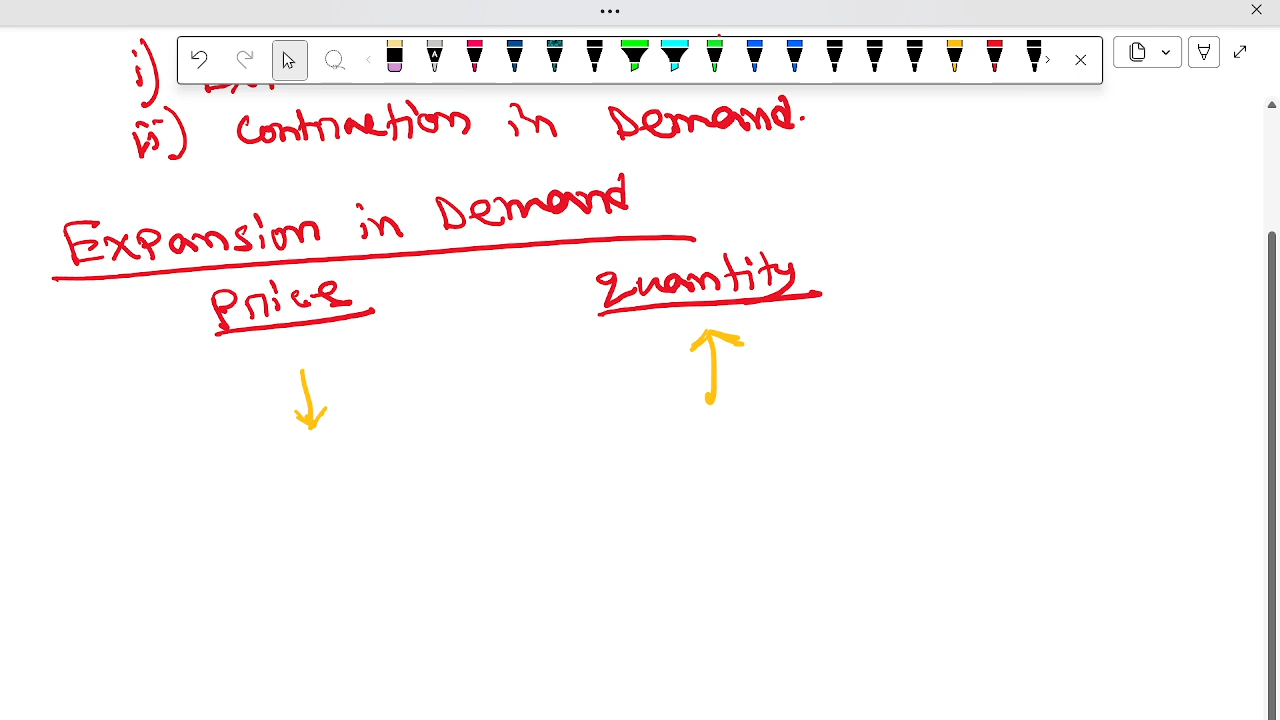 i)
ii) Contraction in Demand.
Expansion in Demand
Price Quantity